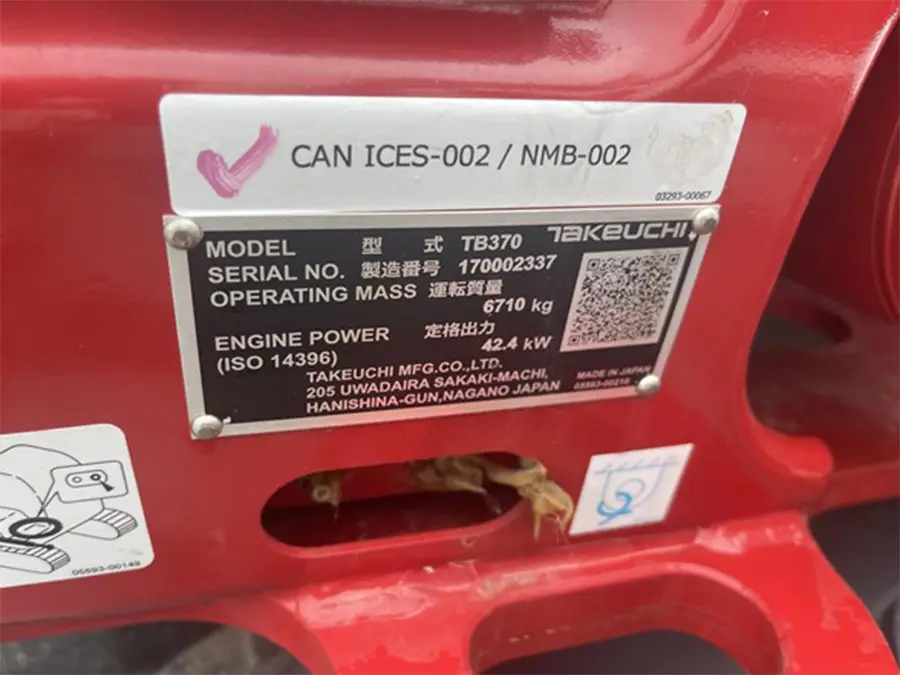 CAN ICES-002 / NMB-002
03293-00067
MODEL 型 式 TB370 TAKEUCHI
SERIAL NO. 製造番号 170002337
OPERATING MASS 運転質量
6710 kg
ENGINE POWER 定格出力
(ISO 14396) 42.4 kW
TAKEUCHI MFG.CO.,LTD.
205 UWADAIRA SAKAKI-MACHI,
HANISHINA-GUN,NAGANO JAPAN
MADE IN JAPAN